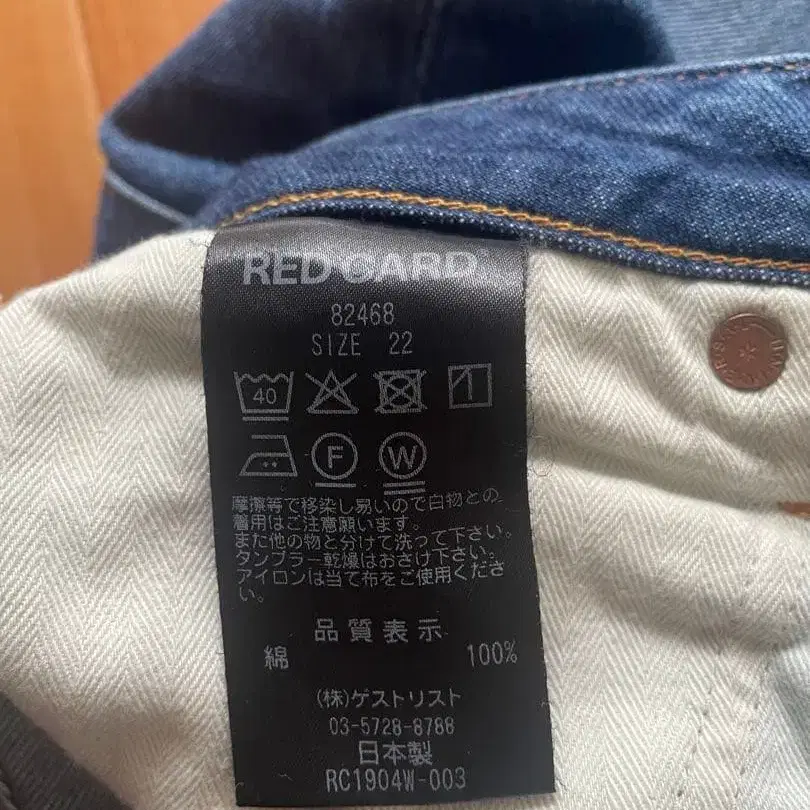 RED CARD
82468
SIZE 22
40
F W
摩擦等で移染し易いので白物との
着用はご注意願います。
また他の物と分けて洗って下さい。
タンブラー乾燥はおさけ下さい。
アイロンは当て布をご使用くださ
い。
品質表示
綿 100%
(株)ゲストリスト
03-5728-8788
日本製
RC1904W-003